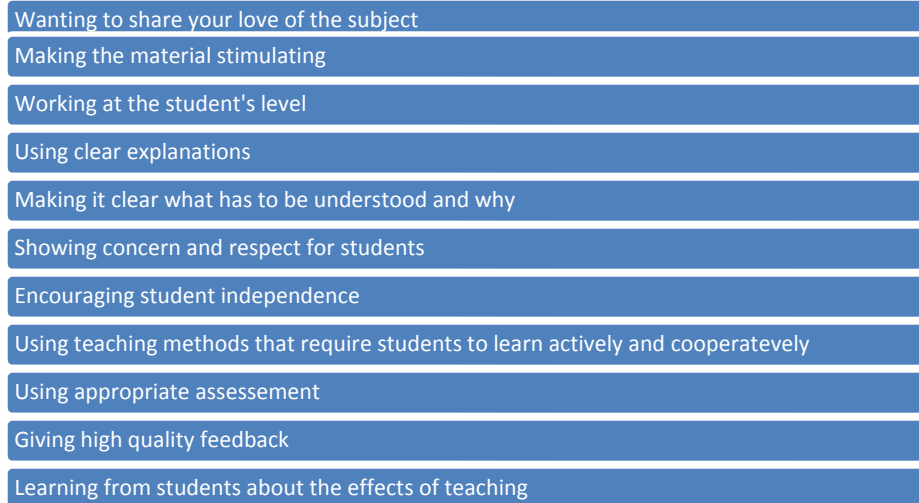 Wanting to share your love of the subject
Making the material stimulating
Working at the student's level
Using clear explanations
Making it clear what has to be understood and why
Showing concern and respect for students
Encouraging student independence
Using teaching methods that require students to learn actively and cooperatevely
Using appropriate assessement
Giving high quality feedback
Learning from students about the effects of teaching